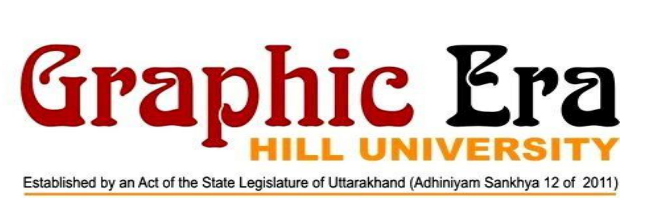 Graphic Era
HILL UNIVERSITY
Established by an Act of the State Legislature of Uttarakhand (Adhiniyam Sankhya 12 of 2011)